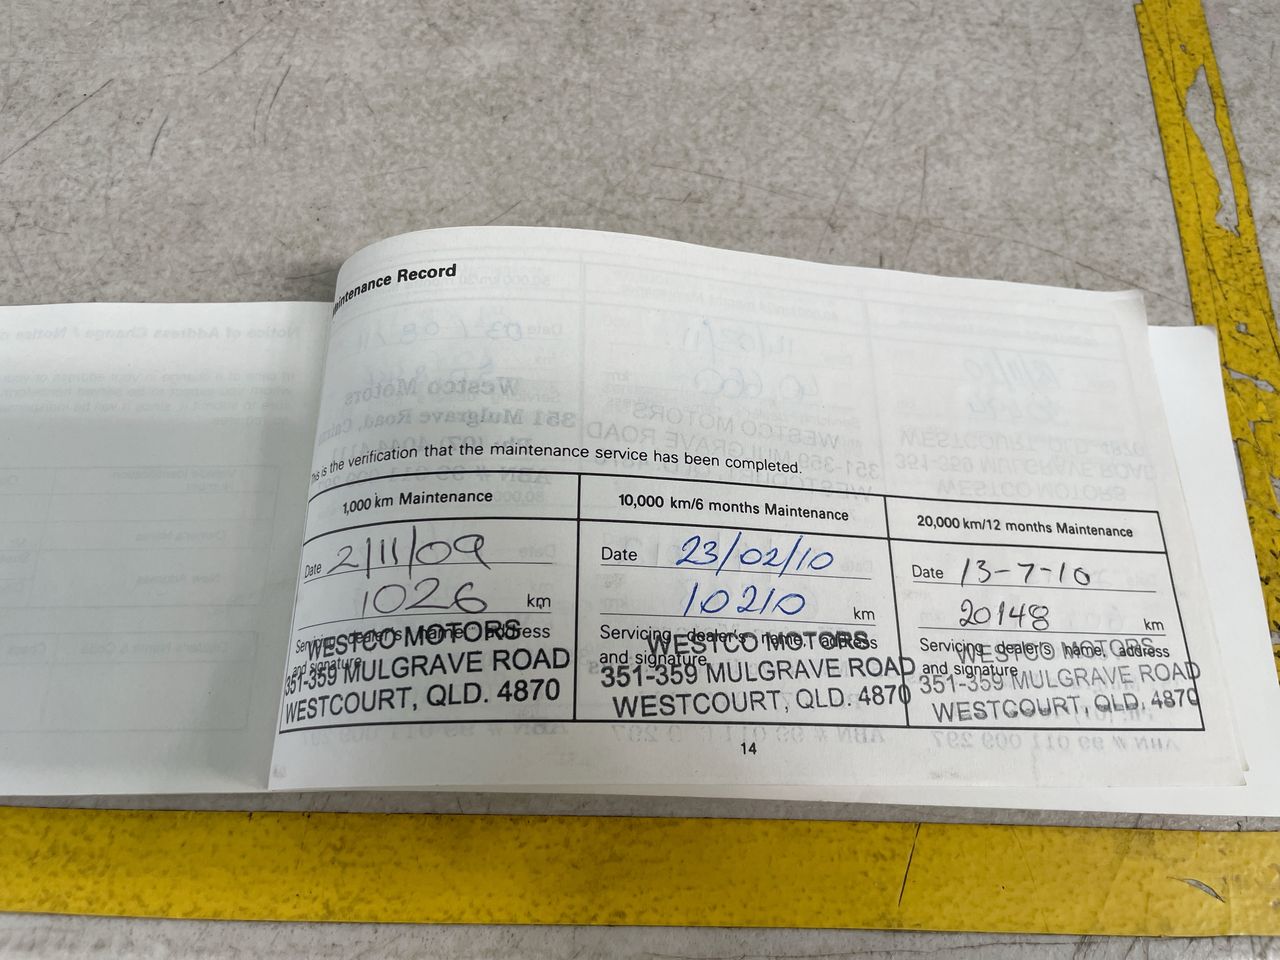 Maintenance Record
This is the verification that the maintenance service has been completed.
1,000 km Maintenance
Date 2/11/09
1026 km
Servicing dealer's name, address
and signature
WESTCO MOTORS
351-359 MULGRAVE ROAD
WESTCOURT, QLD. 4870
10,000 km/6 months Maintenance
Date 23/02/10
10210 km
Servicing dealer's name, address
and signature
WESTCO MOTORS
351-359 MULGRAVE ROAD
WESTCOURT, QLD. 4870
20,000 km/12 months Maintenance
Date 13-7-10
20148 km
Servicing dealer's name, address
and signature
WESTCO MOTORS
351-359 MULGRAVE ROAD
WESTCOURT, QLD. 4870
14